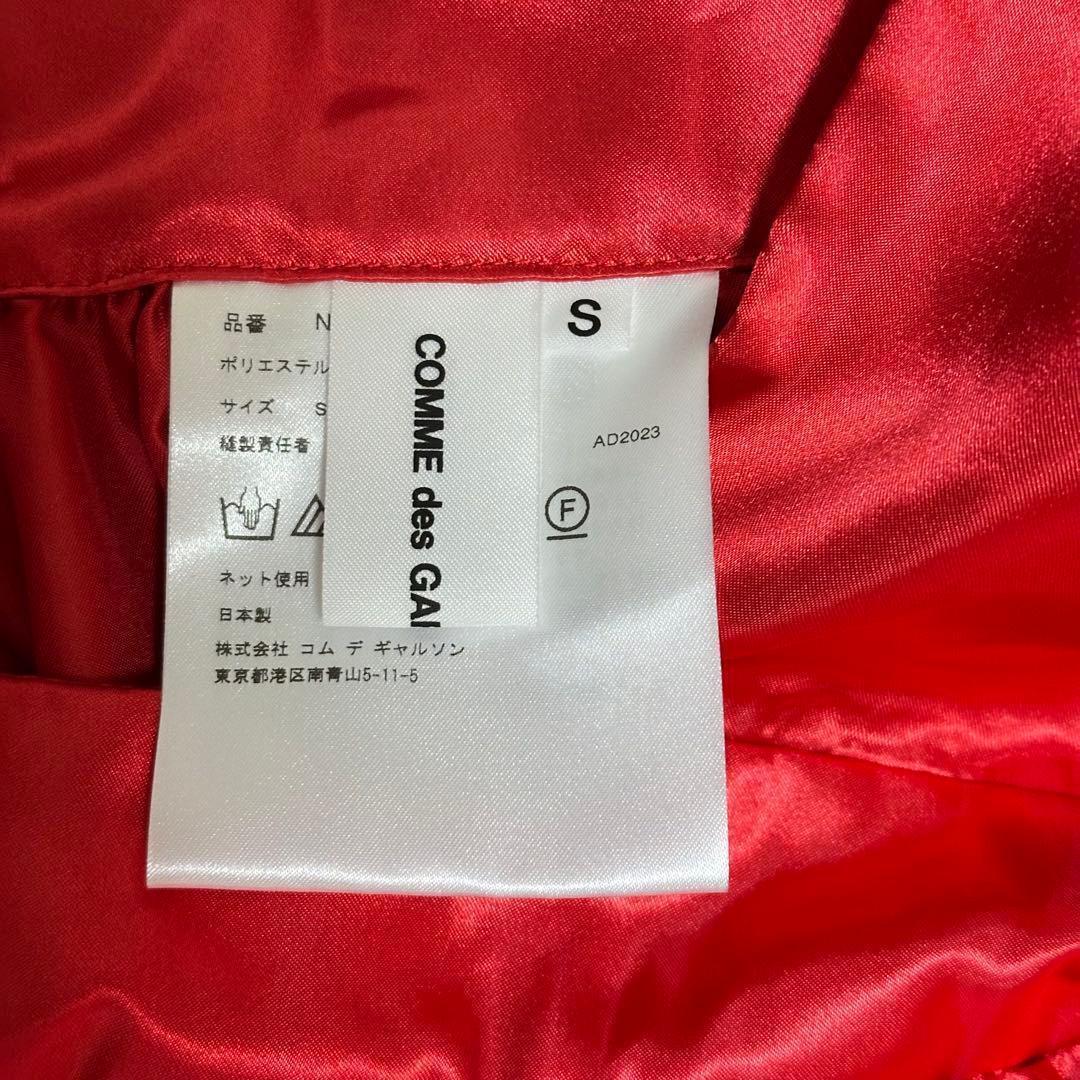 品番 N
ポリエステル
サイズ S
縫製責任者
ネット使用
日本製
株式会社 コム デ ギャルソン
東京都港区南青山5-11-5
COMME des GA
S
AD2023
F